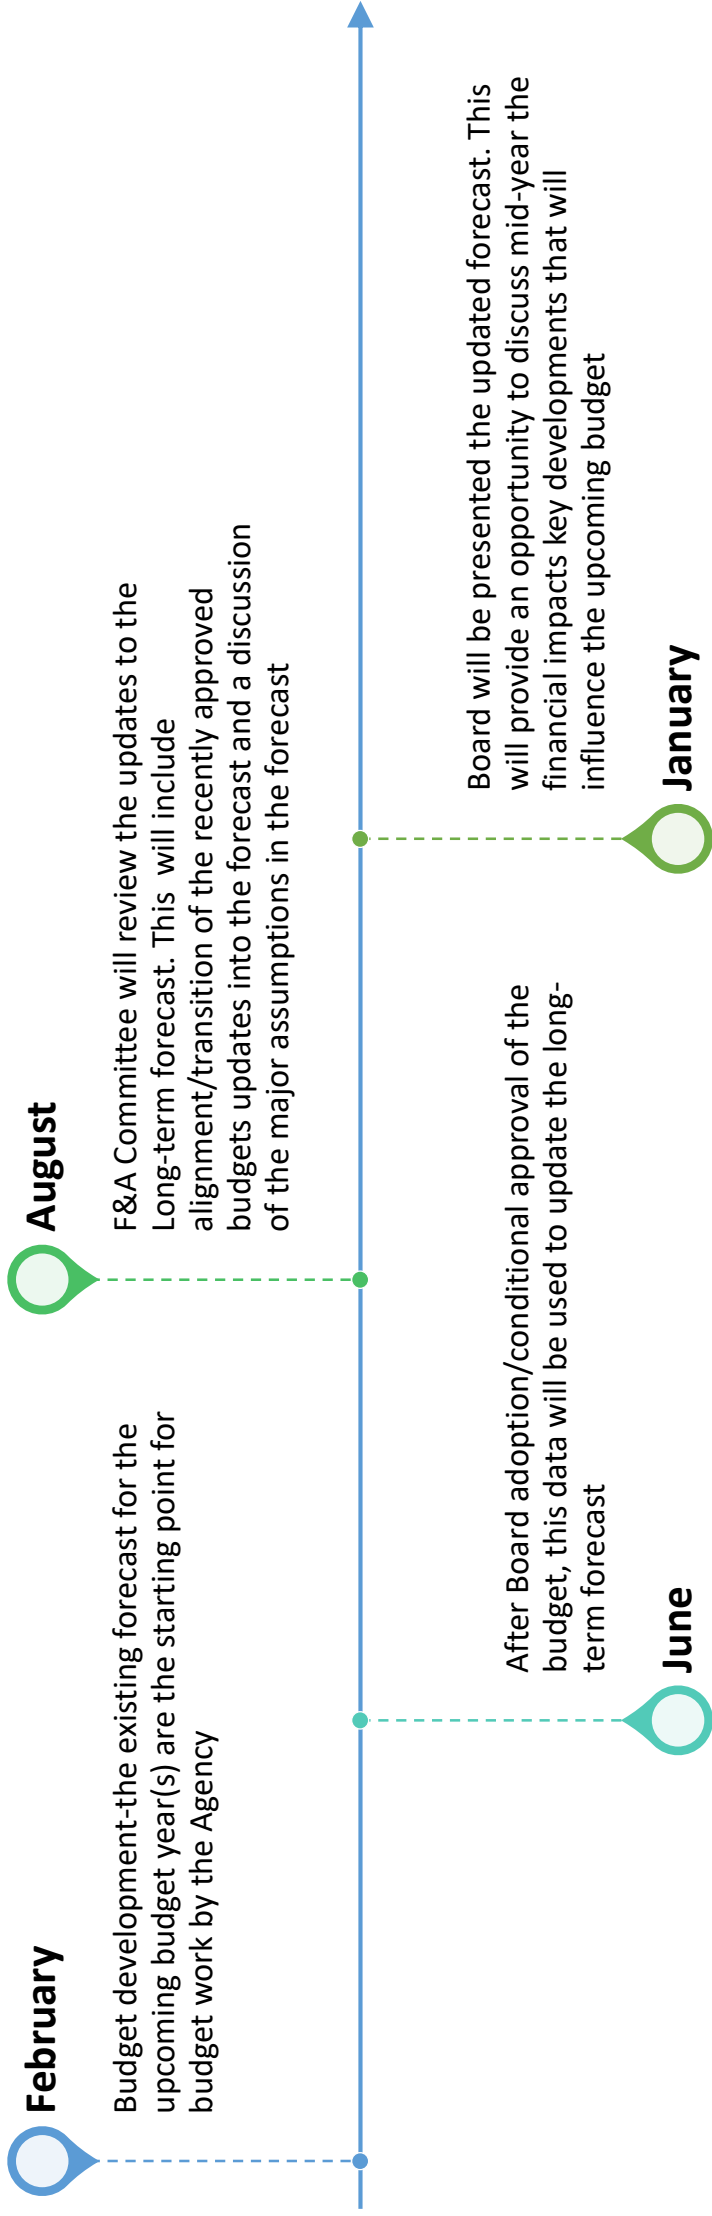 February
Budget development-the existing forecast for the
upcoming budget year(s) are the starting point for
budget work by the Agency
June
After Board adoption/conditional approval of the
budget, this data will be used to update the long-
term forecast
August
F&A Committee will review the updates to the
Long-term forecast. This  will include
alignment/transition of the recently approved
budgets updates into the forecast and a discussion
of the major assumptions in the forecast
January
Board will be presented the updated forecast. This
will provide an opportunity to discuss mid-year the
financial impacts key developments that will
influence the upcoming budget